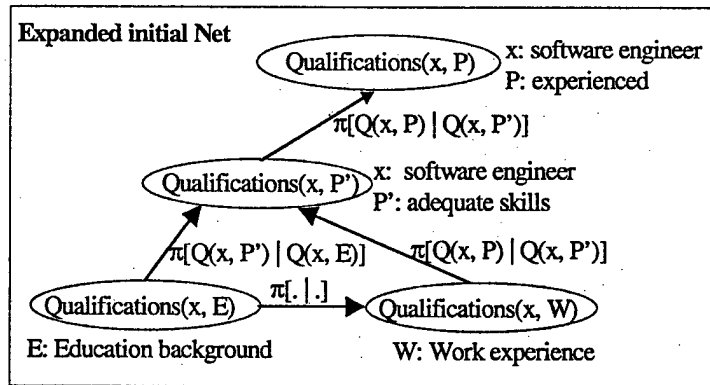 Expanded initial Net
Qualifications(x, P)
x: software engineer
P: experienced
π[Q(x, P) | Q(x, P')]
Qualifications(x, P')
x: software engineer
P': adequate skills
π[Q(x, P') | Q(x, E)]
π[Q(x, P) | Q(x, P')]
Qualifications(x, E)
π[. | .]
Qualifications(x, W)
E: Education background
W: Work experience